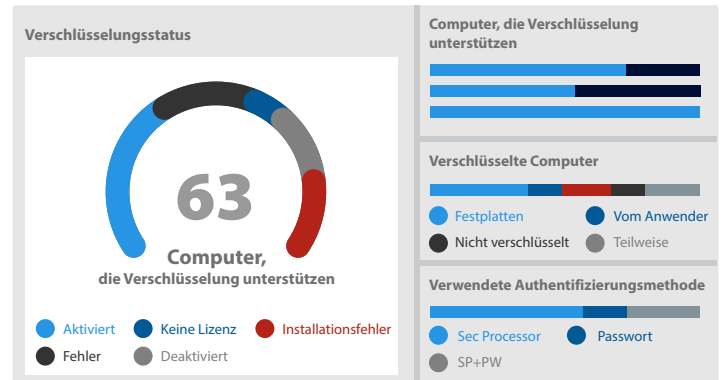 Verschlüsselungsstatus
63
Computer,
die Verschlüsselung unterstützen
Aktiviert
Keine Lizenz
Installationsfehler
Fehler
Deaktiviert
Computer, die Verschlüsselung
unterstützen
Verschlüsselte Computer
Festplatten
Vom Anwender
Nicht verschlüsselt
Teilweise
Verwendete Authentifizierungsmethode
Sec Processor
Passwort
SP+PW